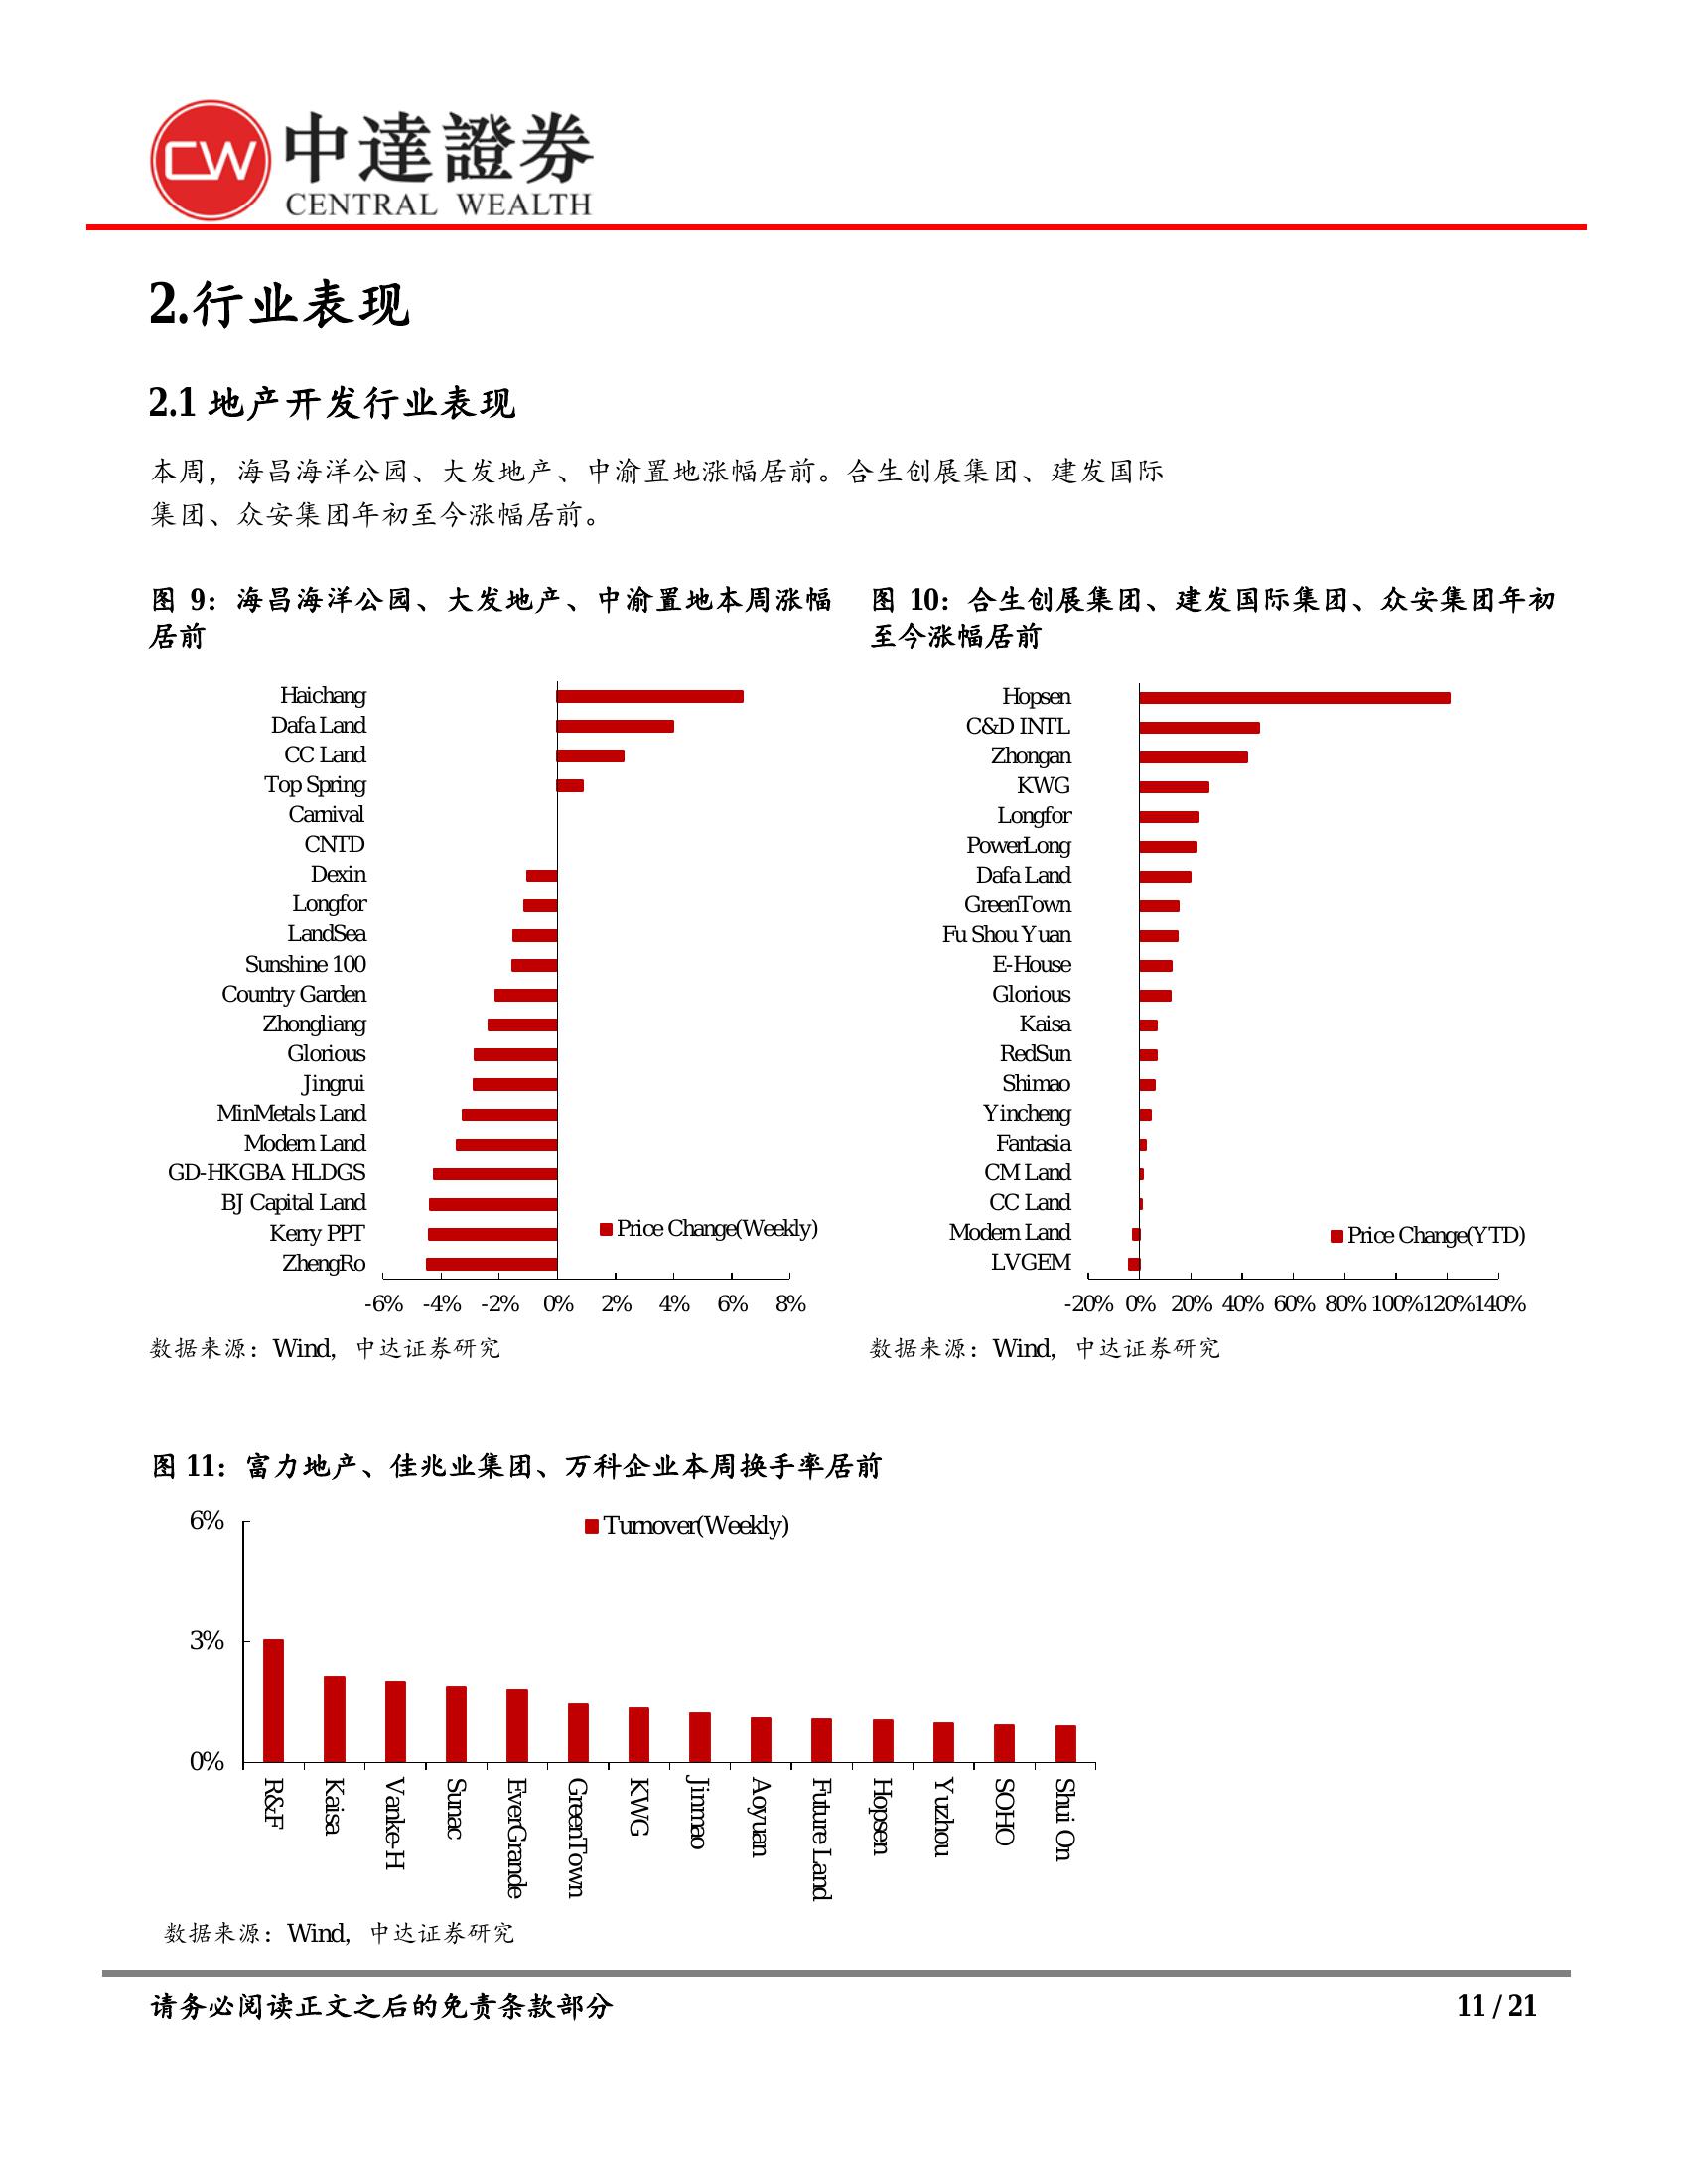 CW 中達證券
CENTRAL WEALTH
2.行业表现
2.1 地产开发行业表现
本周，海昌海洋公园、大发地产、中渝置地涨幅居前。合生创展集团、建发国际
集团、众安集团年初至今涨幅居前。
图 9：海昌海洋公园、大发地产、中渝置地本周涨幅
居前
Haichang
Dafa Land
CC Land
Top Spring
Carnival
CNTD
Dexin
Longfor
LandSea
Sunshine 100
Country Garden
Zhongliang
Glorious
Jingrui
MinMetals Land
Modern Land
GD-HKGBA HLDGS
BJ Capital Land
Kerry PPT
ZhengRo
Price Change(Weekly)
-6% -4% -2% 0% 2% 4% 6% 8%
数据来源：Wind，中达证券研究
图 10：合生创展集团、建发国际集团、众安集团年初
至今涨幅居前
Hopsen
C&D INTL
Zhongan
KWG
Longfor
PowerLong
Dafa Land
GreenTown
Fu Shou Yuan
E-House
Glorious
Kaisa
RedSun
Shimao
Yincheng
Fantasia
CM Land
CC Land
Modern Land
LVGEM
Price Change(YTD)
-20% 0% 20% 40% 60% 80% 100% 120% 140%
数据来源：Wind，中达证券研究
图 11：富力地产、佳兆业集团、万科企业本周换手率居前
Turnover(Weekly)
6%
3%
0%
R&F
Kaisa
Vanke-H
Sunac
EverGrande
GreenTown
KWG
Jinmao
Aoyuan
Future Land
Hopsen
Yuzhou
SOHO
Shui On
数据来源：Wind，中达证券研究
请务必阅读正文之后的免责条款部分
11 / 21